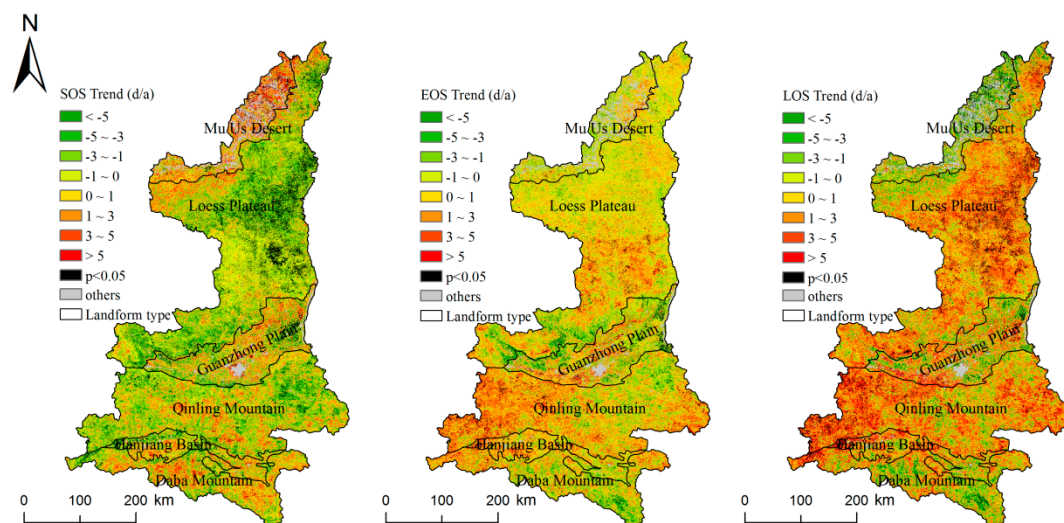 N
SOS Trend (d/a)
< -5
-5 ~ -3
-3 ~ -1
-1 ~ 0
0 ~ 1
1 ~ 3
3 ~ 5
> 5
p<0.05
others
Landform type
Mu Us Desert
Loess Plateau
Guanzhong Plain
Qinling Mountain
Hanjiang Basin
Daba Mountain
0 100 200 km
EOS Trend (d/a)
< -5
-5 ~ -3
-3 ~ -1
-1 ~ 0
0 ~ 1
1 ~ 3
3 ~ 5
> 5
p<0.05
others
Landform type
Mu Us Desert
Loess Plateau
Guanzhong Plain
Qinling Mountain
Hanjiang Basin
Daba Mountain
0 100 200 km
LOS Trend (d/a)
< -5
-5 ~ -3
-3 ~ -1
-1 ~ 0
0 ~ 1
1 ~ 3
3 ~ 5
> 5
p<0.05
others
Landform type
Mu Us Desert
Loess Plateau
Guanzhong Plain
Qinling Mountain
Hanjiang Basin
Daba Mountain
0 100 200 km